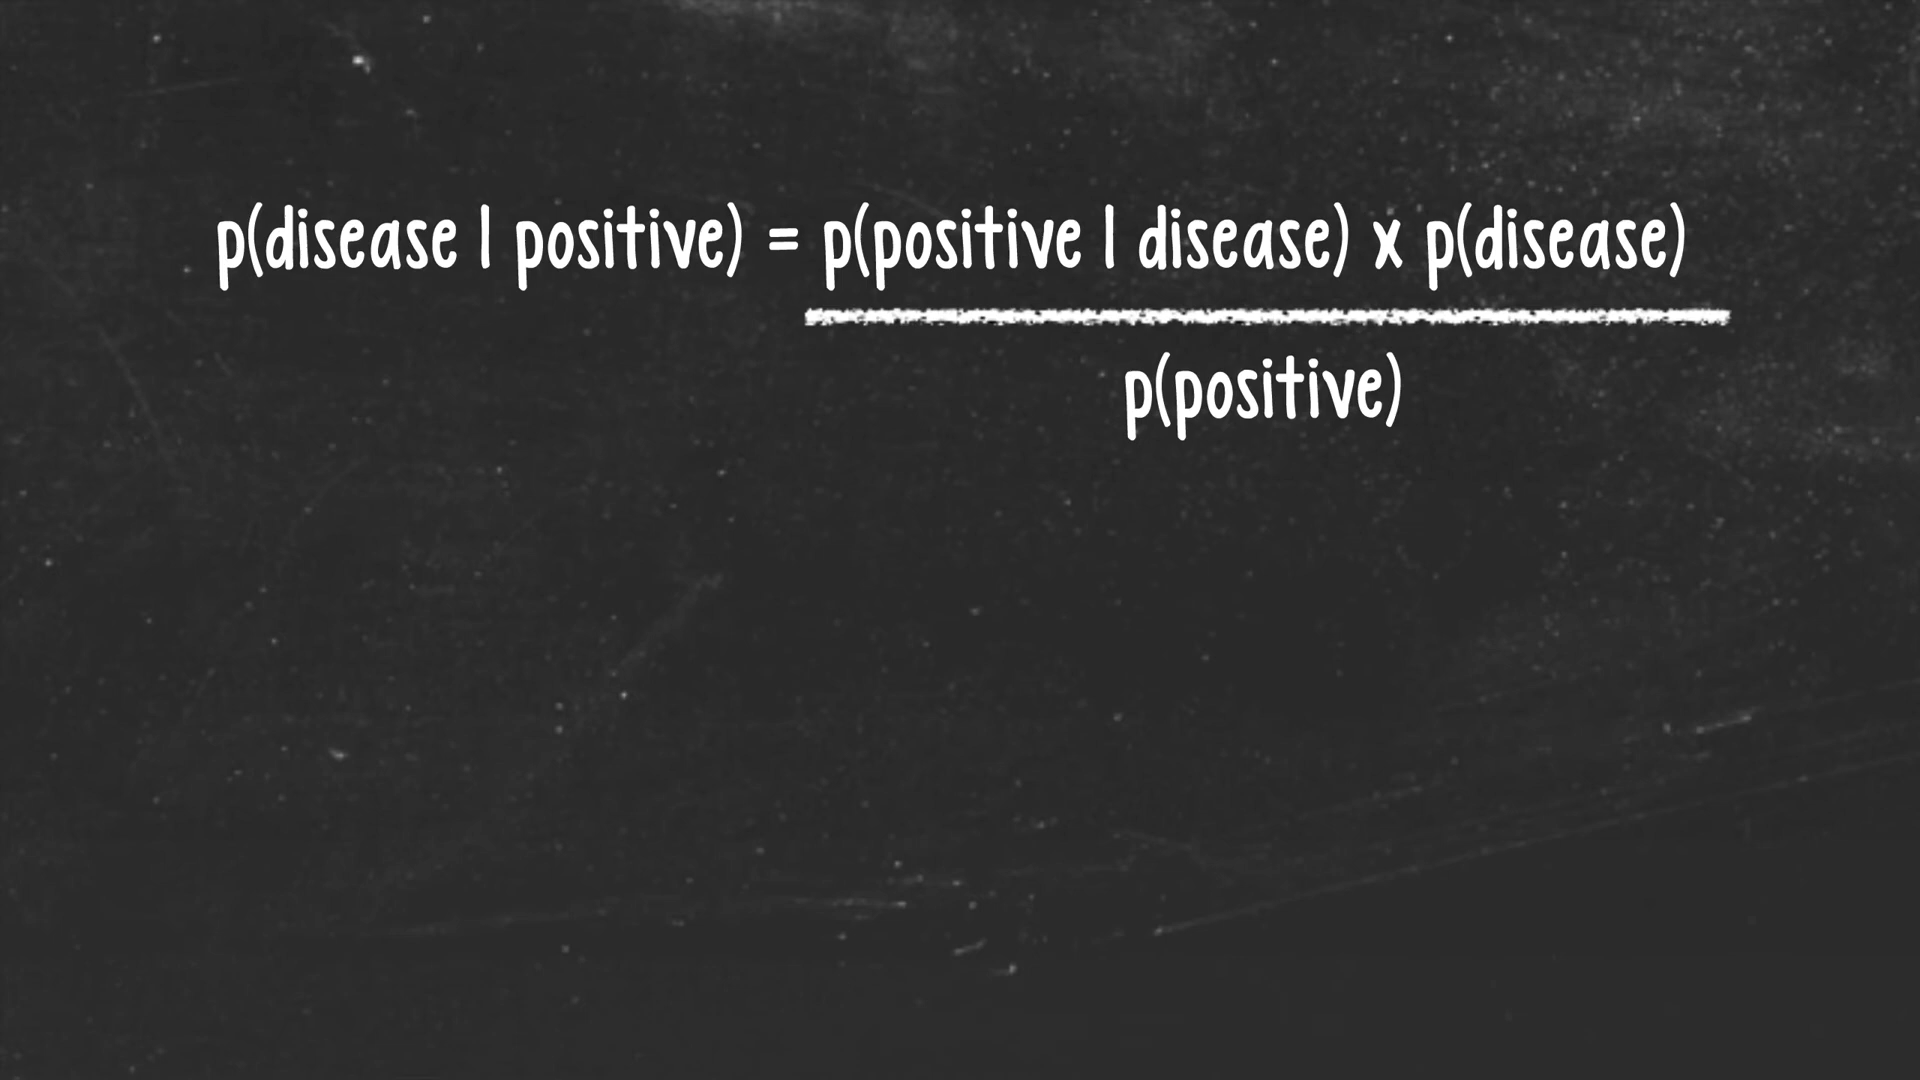 p(disease | positive) = p(positive | disease) x p(disease)
p(positive)